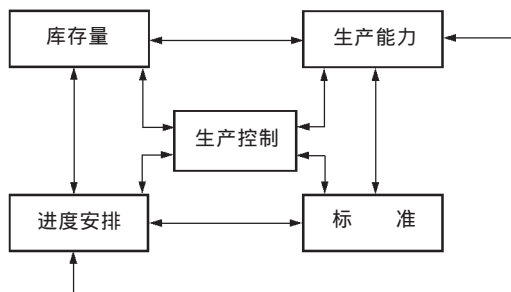 库存量
生产能力
生产控制
进度安排
标 准